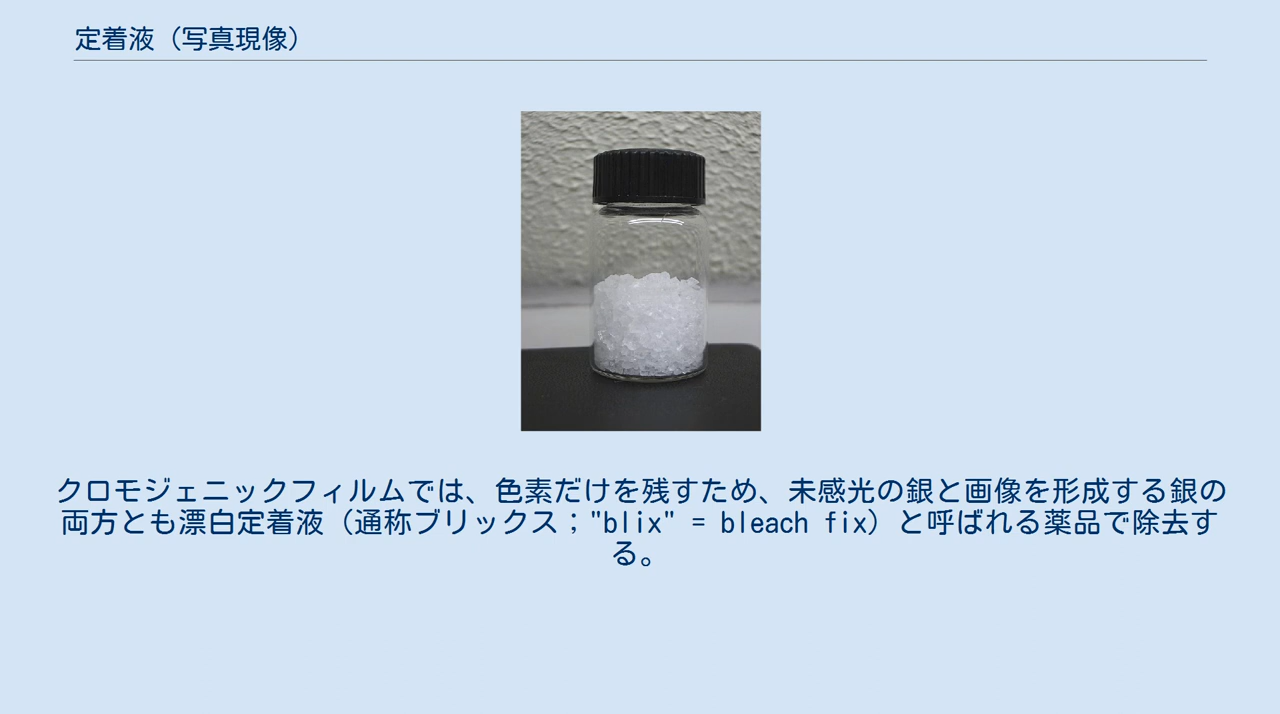 定着液（写真現像）
クロモジェニックフィルムでは、色素だけを残すため、未感光の銀と画像を形成する銀の
両方とも漂白定着液（通称ブリックス；"blix" = bleach fix）と呼ばれる薬品で除去す
る。